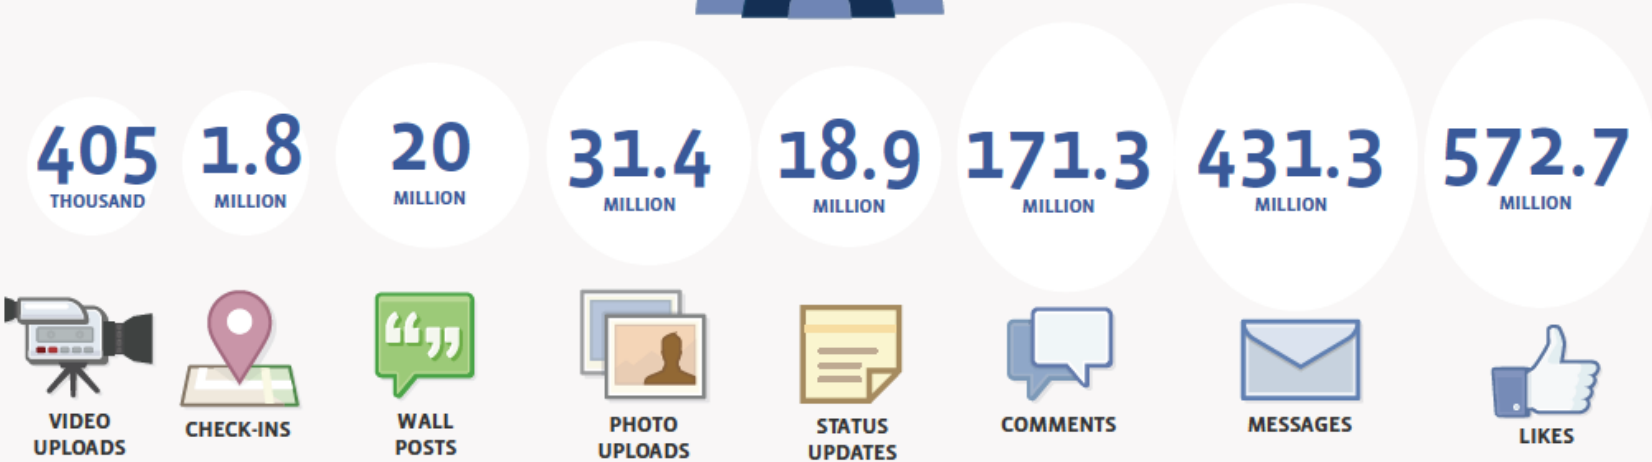 405
THOUSAND
1.8
MILLION
20
MILLION
31.4
MILLION
18.9
MILLION
171.3
MILLION
431.3
MILLION
572.7
MILLION
VIDEO
UPLOADS
CHECK-INS
WALL
POSTS
PHOTO
UPLOADS
STATUS
UPDATES
COMMENTS
MESSAGES
LIKES